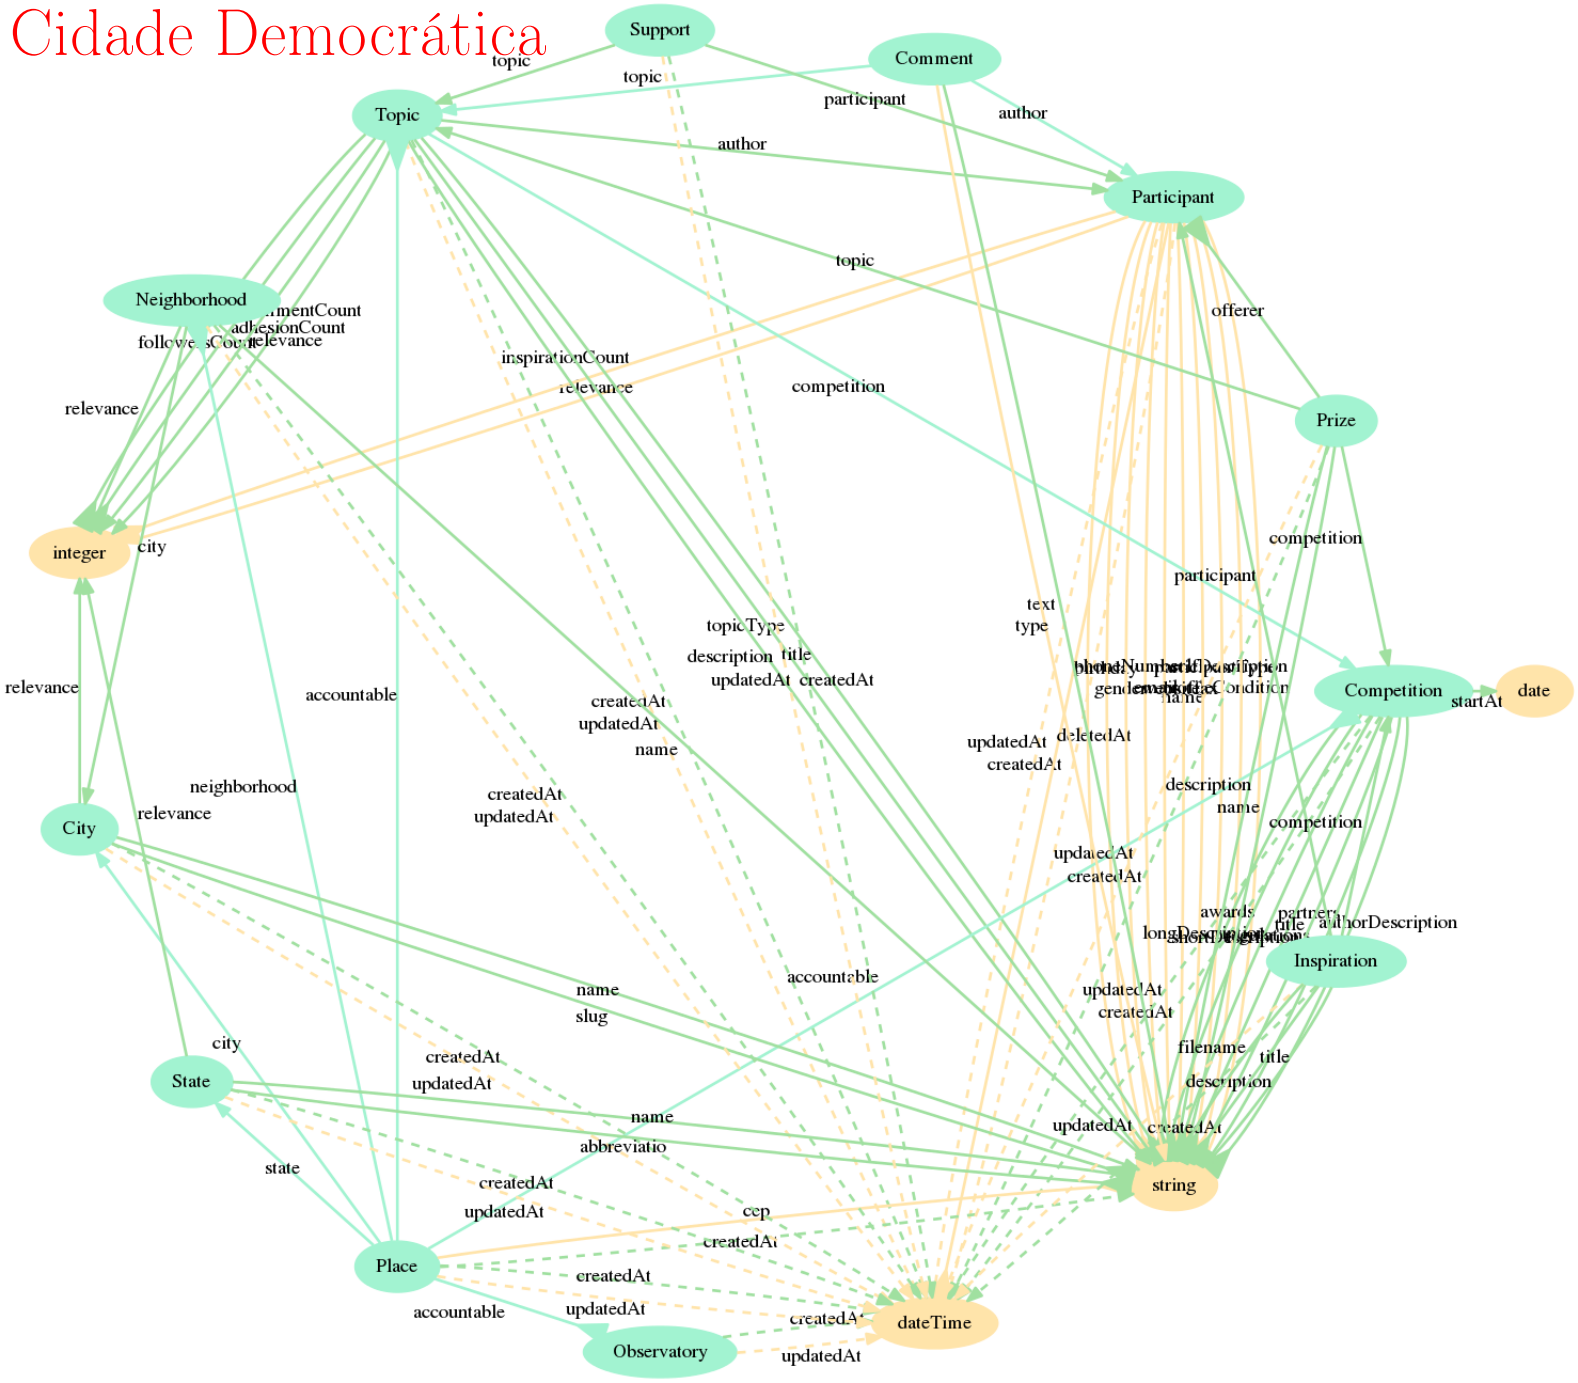 Cidade Democrática
Support
Comment
topic
topic
participant
Topic
author
author
Participant
topic
offerer
Neighborhood
adhesionCount
relevance
inspirationCount
relevance
competition
relevance
Prize
competition
integer
city
participant
text
type
topicType
description
title
updatedAt
createdAt
name
relevance
accountable
Competition
startAt
date
createdAt
updatedAt
name
updatedAt
deletedAt
createdAt
neighborhood
createdAt
updatedAt
description
name
relevance
City
competition
updatedAt
createdAt
awards
title
authorDescription
Inspiration
accountable
name
slug
updatedAt
createdAt
city
createdAt
updatedAt
filename
title
description
State
name
abbreviatio
updatedAt
createdAt
state
createdAt
updatedAt
string
cep
createdAt
Place
createdAt
accountable
updatedAt
createdAt
dateTime
Observatory
updatedAt